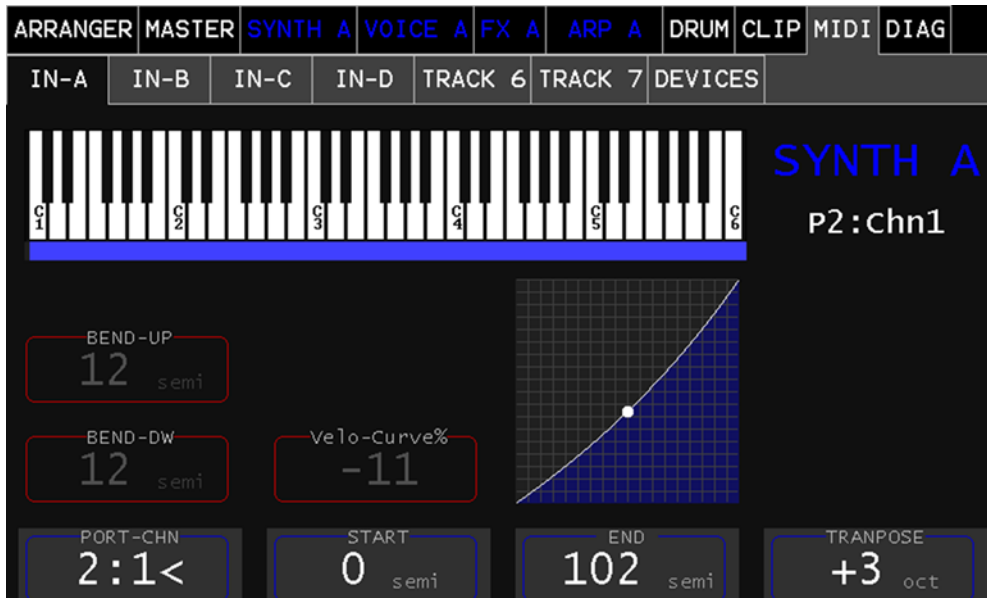 ARRANGER MASTER SYNTH A VOICE A FX A ARP A DRUM CLIP MIDI DIAG
IN-A IN-B IN-C IN-D TRACK 6 TRACK 7 DEVICES
SYNTH A
C1 C2 C3 C4 C5 C6
P2:Chn1
BEND-UP
12 semi
BEND-DW Velo-Curve%
12 semi -11
PORT-CHN START END TRANPOSE
2:1< 0 semi 102 semi +3 oct